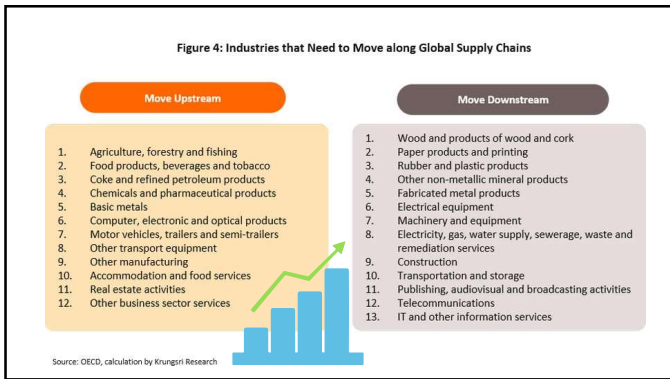 Figure 4: Industries that Need to Move along Global Supply Chains
Move Upstream
1. Agriculture, forestry and fishing
2. Food products, beverages and tobacco
3. Coke and refined petroleum products
4. Chemicals and pharmaceutical products
5. Basic metals
6. Computer, electronic and optical products
7. Motor vehicles, trailers and semi-trailers
8. Other transport equipment
9. Other manufacturing
10. Accommodation and food services
11. Real estate activities
12. Other business sector services
Move Downstream
1. Wood and products of wood and cork
2. Paper products and printing
3. Rubber and plastic products
4. Other non-metallic mineral products
5. Fabricated metal products
6. Electrical equipment
7. Machinery and equipment
8. Electricity, gas, water supply, sewerage, waste and
remediation services
9. Construction
10. Transportation and storage
11. Publishing, audiovisual and broadcasting activities
12. Telecommunications
13. IT and other information services
Source: OECD, calculation by Krungsri Research